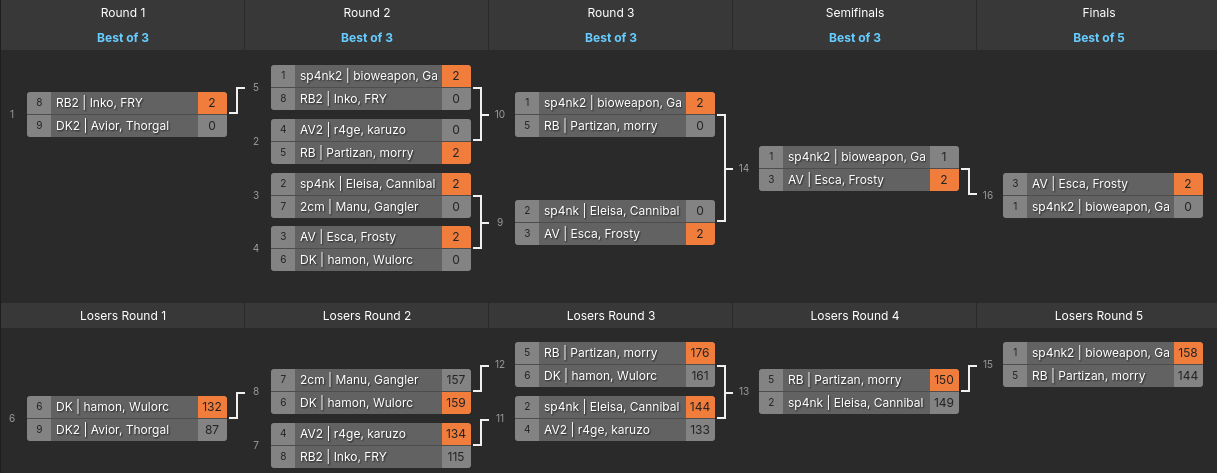 Round 1 Round 2 Round 3 Semifinals Finals
Best of 3 Best of 3 Best of 3 Best of 3 Best of 5
1
8 RB2 | Inko, FRY 2
9 DK2 | Avior, Thorgal 0
5
1 sp4nk2 | bioweapon, Ga 2
8 RB2 | Inko, FRY 0
2
4 AV2 | r4ge, karuzo 0
5 RB | Partizan, morry 2
3
2 sp4nk | Eleisa, Cannibal 2
7 2cm | Manu, Gangler 0
4
3 AV | Esca, Frosty 2
6 DK | hamon, Wulorc 0
10
1 sp4nk2 | bioweapon, Ga 2
5 RB | Partizan, morry 0
9
2 sp4nk | Eleisa, Cannibal 0
3 AV | Esca, Frosty 2
14
1 sp4nk2 | bioweapon, Ga 1
3 AV | Esca, Frosty 2
16
3 AV | Esca, Frosty 2
1 sp4nk2 | bioweapon, Ga 0
Losers Round 1 Losers Round 2 Losers Round 3 Losers Round 4 Losers Round 5
6
6 DK | hamon, Wulorc 132
9 DK2 | Avior, Thorgal 87
8
7 2cm | Manu, Gangler 157
6 DK | hamon, Wulorc 159
7
4 AV2 | r4ge, karuzo 134
8 RB2 | Inko, FRY 115
12
5 RB | Partizan, morry 176
6 DK | hamon, Wulorc 161
11
2 sp4nk | Eleisa, Cannibal 144
4 AV2 | r4ge, karuzo 133
13
5 RB | Partizan, morry 150
2 sp4nk | Eleisa, Cannibal 149
15
1 sp4nk2 | bioweapon, Ga 158
5 RB | Partizan, morry 144